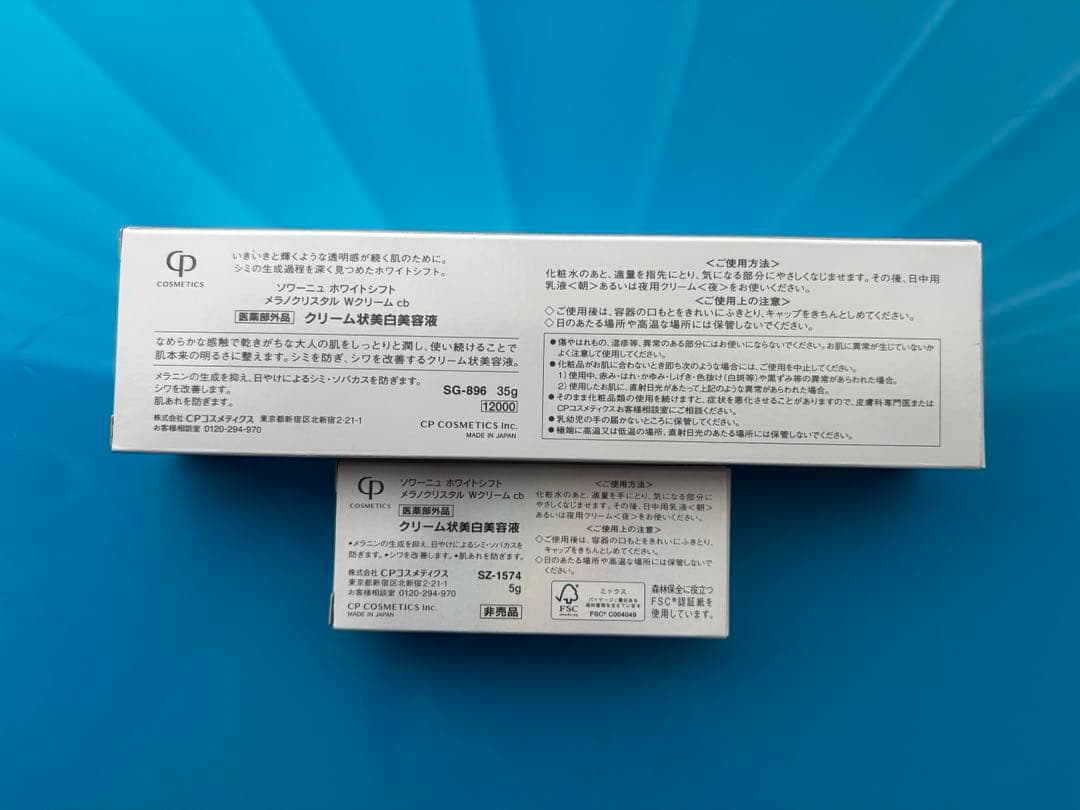 CP
COSMETICS
いきいきと輝くような透明感が続く肌のために。
シミの生成過程を深く見つめたホワイトシフト。
ソワーニュ ホワイトシフト
メラノクリスタル Wクリーム cb
医薬部外品 クリーム状美白美容液
なめらかな感触で乾きがちな大人の肌をしっとりと潤し、使い続けることで
肌本来の明るさに整えます。シミを防ぎ、シワを改善するクリーム状美容液。
メラニンの生成を抑え、日やけによるシミ・ソバカスを防ぎます。
シワを改善します。
肌あれを防ぎます。
SG-896 35g
12000
株式会社 CPコスメティクス 東京都新宿区北新宿2-21-1
お客様相談室 0120-294-970
CP COSMETICS Inc.
MADE IN JAPAN
<ご使用方法>
化粧水のあと、適量を指先にとり、気になる部分にやさしくなじませます。その後、日中用
乳液<朝>あるいは夜用クリーム<夜>をお使いください。
<ご使用上の注意>
◇ご使用後は、容器の口もとをきれいにふきとり、キャップをきちんとしめてください。
◇日のあたる場所や高温な場所には保管しないでください。
●傷やはれもの、湿疹等、異常のある部分にはお使いにならないでください。お肌に異常が生じていないか
よく注意して使用してください。
●化粧品がお肌に合わないとき即ち次のような場合には、ご使用を中止してください。
1)使用中、赤み・はれ・かゆみ・しげき・色抜け(白斑等)や黒ずみ等の異常があらわれた場合。
2)使用したお肌に、直射日光があたって上記のような異常があらわれた場合。
●そのまま化粧品類の使用を続けますと、症状を悪化させることがありますので、皮膚科専門医または
CPコスメティクスお客様相談室にご相談ください。
●乳幼児の手の届かないところに保管してください。
●極端に高温又は低温の場所、直射日光のあたる場所には保管しないでください。
CP
COSMETICS
ソワーニュ ホワイトシフト
メラノクリスタル Wクリーム cb
医薬部外品
クリーム状美白美容液
•メラニンの生成を抑え、日やけによるシミ・ソバカスを
防ぎます。•シワを改善します。•肌あれを防ぎます。
株式会社 CPコスメティクス
東京都新宿区北新宿2-21-1
お客様相談室 0120-294-970
SZ-1574
5g
CP COSMETICS Inc.
MADE IN JAPAN
非売品
<ご使用方法>
化粧水のあと、適量を手にとり、気になる部分に
やさしくなじませます。その後、日中用乳液<朝>
あるいは夜用クリーム<夜>をお使いください。
<ご使用上の注意>
◇ご使用後は、容器の口もとをきれいにふきとり、
キャップをきちんとしめてください。
◇日のあたる場所や高温な場所には保管しないで
ください。
FSC
www.fsc.org
ミックス
パッケージ|責任ある
森林管理を支えています
FSC® C004049
森林保全に役立つ
FSC®認証紙を
使用しています。